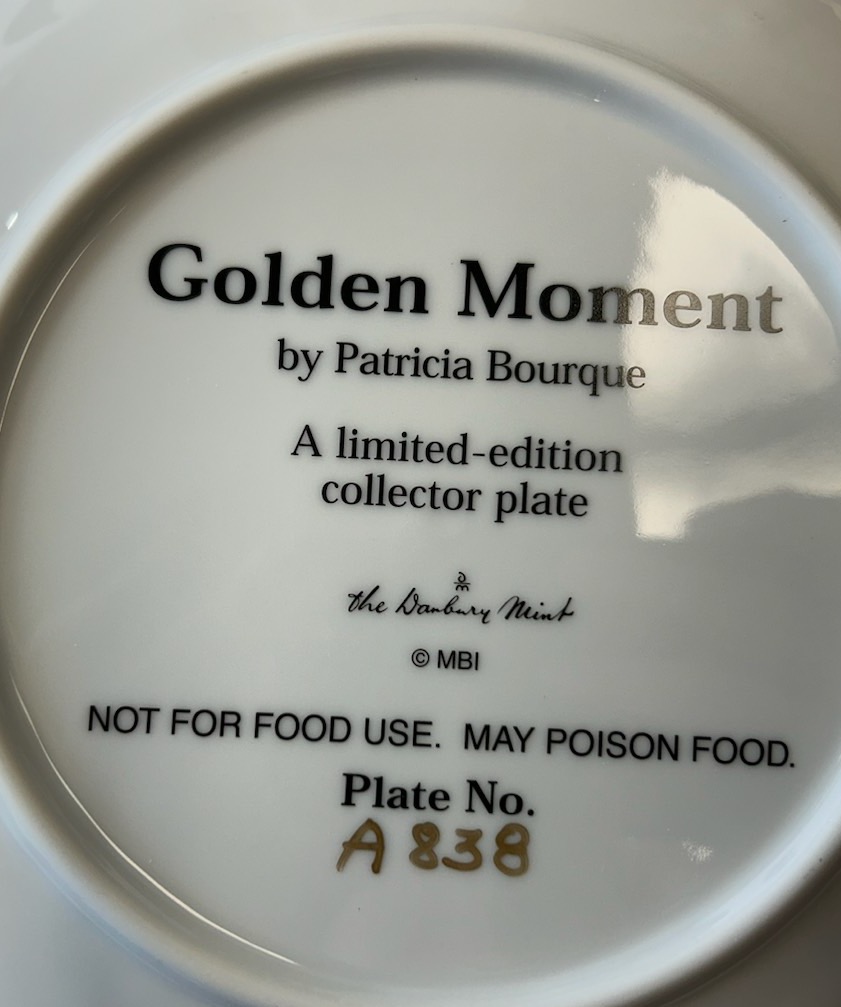 Golden Moment
by Patricia Bourque
A limited-edition
collector plate
the Danbury Mint
© MBI
NOT FOR FOOD USE. MAY POISON FOOD.
Plate No.
A 838